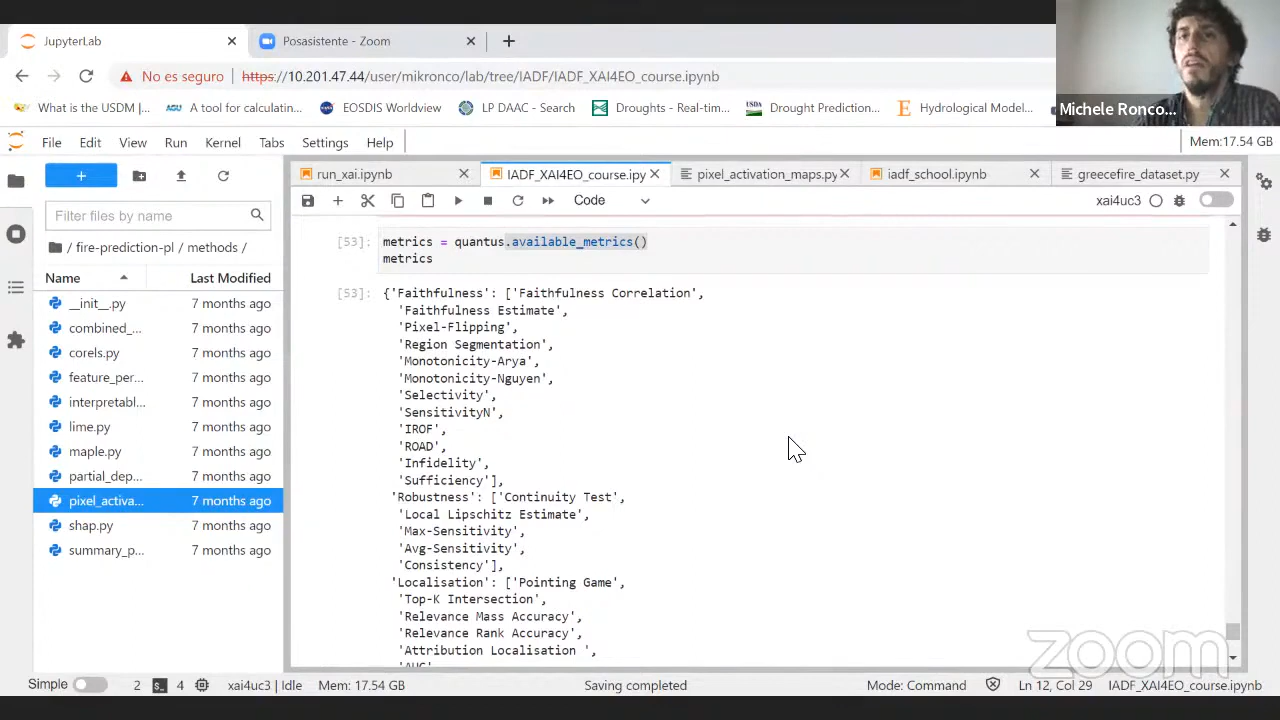 JupyterLab
Posasistente - Zoom
No es seguro
https://10.201.47.44/user/mikronco/lab/tree/IADF/IADF_XAI4EO_course.ipynb
Michele Ronco...
What is the USDM |...
AGU
A tool for calculatin...
EOSDIS Worldview
LP DAAC - Search
Droughts - Real-tim...
USDA
Drought Prediction...
Hydrological Model...
File Edit View Run Kernel Tabs Settings Help
Mem:17.54 GB
run_xai.ipynb
IADF_XAI4EO_course.ipy
pixel_activation_maps.py
iadf_school.ipynb
greecefire_dataset.py
Filter files by name
Code
xai4uc3
/ fire-prediction-pl / methods /
Name Last Modified
__init__.py 7 months ago
combined_... 7 months ago
corels.py 7 months ago
feature_per... 7 months ago
interpretabl... 7 months ago
lime.py 7 months ago
maple.py 7 months ago
partial_dep... 7 months ago
pixel_activa... 7 months ago
shap.py 7 months ago
summary_p... 7 months ago
[53]: metrics = quantus.available_metrics()
metrics
[53]: {'Faithfulness': ['Faithfulness Correlation',
'Faithfulness Estimate',
'Pixel-Flipping',
'Region Segmentation',
'Monotonicity-Arya',
'Monotonicity-Nguyen',
'Selectivity',
'SensitivityN',
'IROF',
'ROAD',
'Infidelity',
'Sufficiency'],
'Robustness': ['Continuity Test',
'Local Lipschitz Estimate',
'Max-Sensitivity',
'Avg-Sensitivity',
'Consistency'],
'Localisation': ['Pointing Game',
'Top-K Intersection',
'Relevance Mass Accuracy',
'Relevance Rank Accuracy',
'Attribution Localisation ',
'AUC'
zoom
Simple 2 4 xai4uc3 | Idle Mem: 17.54 GB Saving completed Mode: Command Ln 12, Col 29 IADF_XAI4EO_course.ipynb